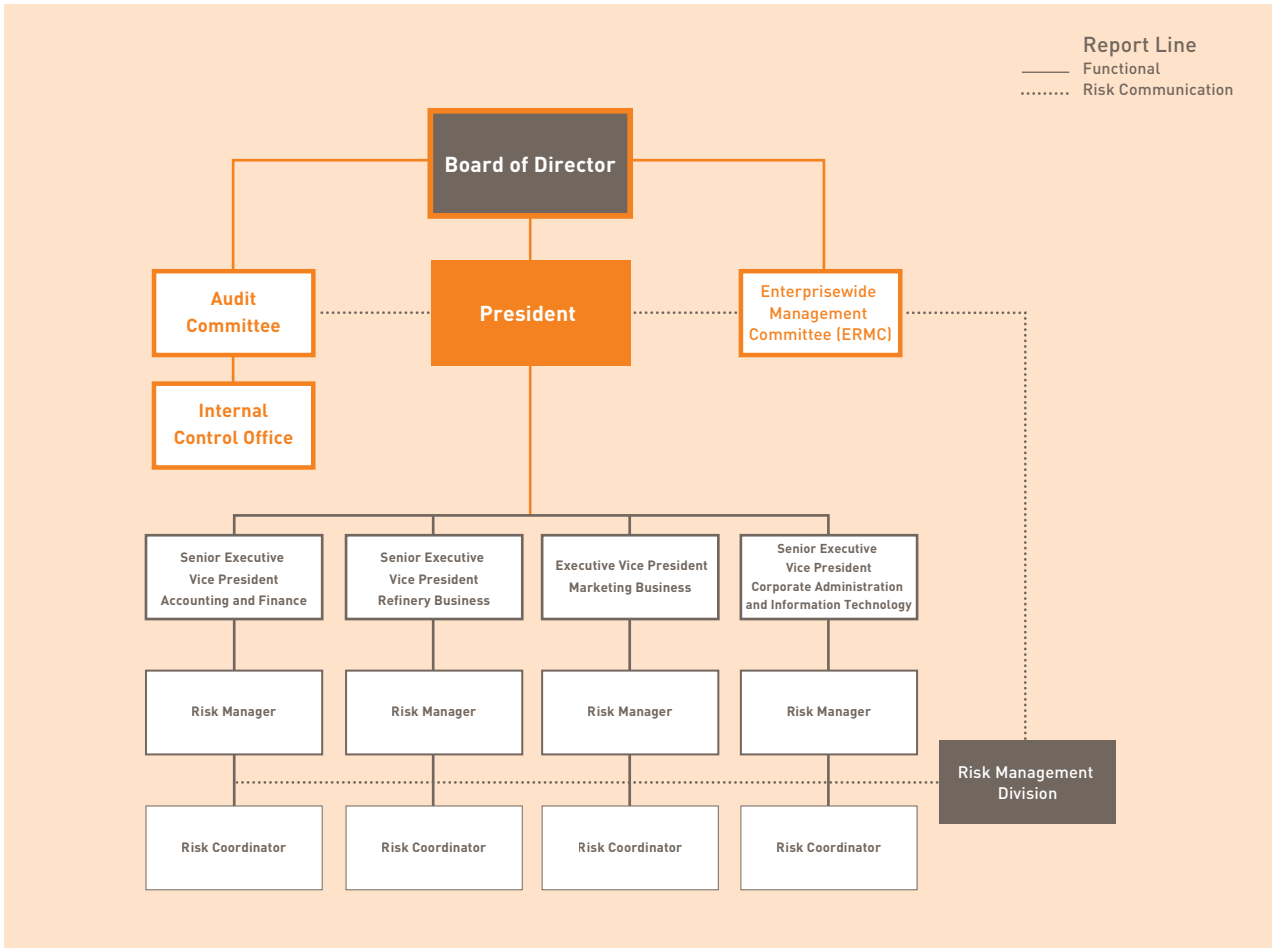 Report Line
Functional
Risk Communication
Board of Director
Audit
Committee
President
Enterprisewide
Management
Committee (ERMC)
Internal
Control Office
Senior Executive
Vice President
Accounting and Finance
Senior Executive
Vice President
Refinery Business
Executive Vice President
Marketing Business
Senior Executive
Vice President
Corporate Administration
and Information Technology
Risk Manager
Risk Manager
Risk Manager
Risk Manager
Risk Management
Division
Risk Coordinator
Risk Coordinator
Risk Coordinator
Risk Coordinator